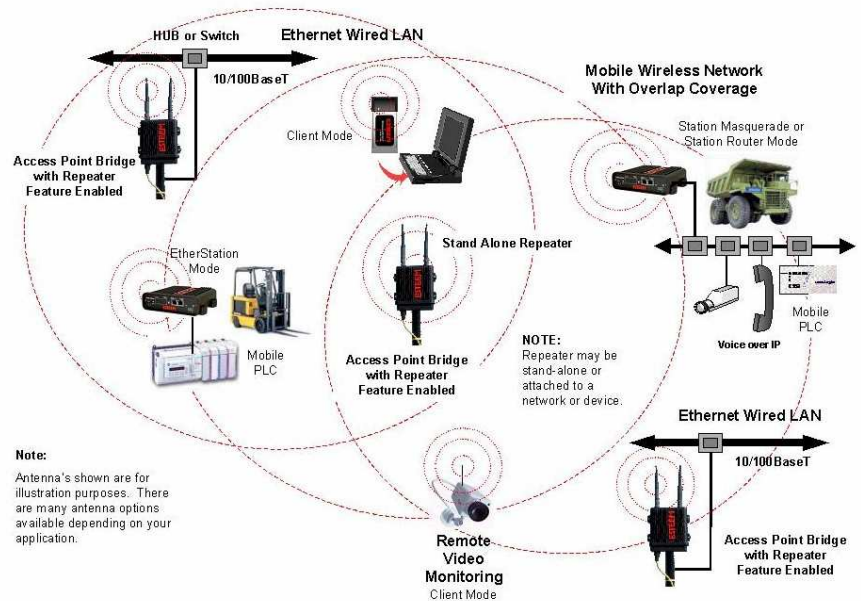 HUB or Switch
Ethernet Wired LAN
10/100BaseT
Access Point Bridge
with Repeater
Feature Enabled
ESTEEM
Client Mode
Mobile Wireless Network
With Overlap Coverage
Station Masquerade or
Station Router Mode
EtherStation
Mode
Mobile
PLC
Stand Alone Repeater
ESTEEM
Access Point Bridge
with Repeater
Feature Enabled
NOTE:
Repeater may be
stand-alone or
attached to a
network or device.
Voice over IP
Mobile
PLC
Ethernet Wired LAN
10/100BaseT
ESTEEM
Access Point Bridge
with Repeater
Feature Enabled
Note:
Antenna's shown are for
illustration purposes. There
are many antenna options
available depending on your
application.
Remote
Video
Monitoring
Client Mode